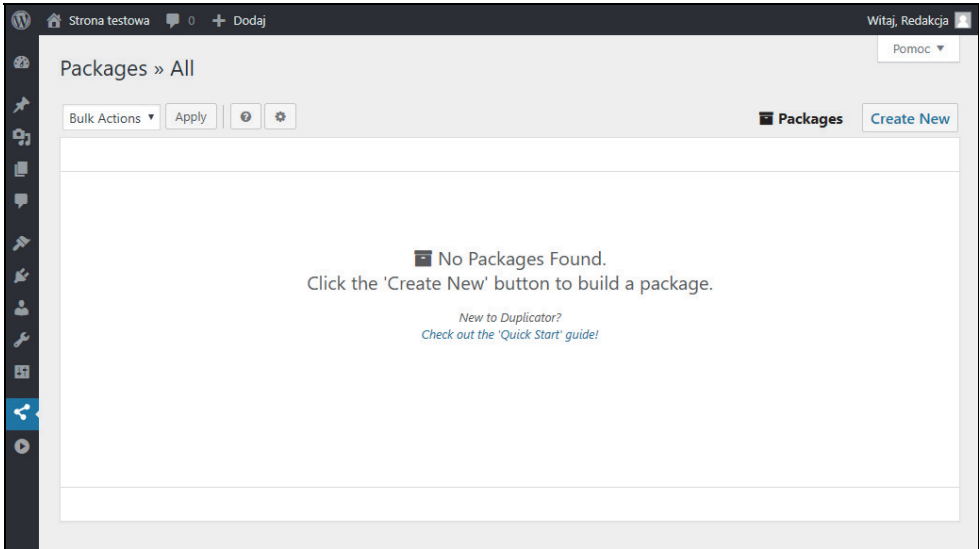 Strona testowa 0 Dodaj Witaj, Redakcja
Pomoc ▼
Packages » All
Bulk Actions ▼ Apply Packages Create New
No Packages Found.
Click the 'Create New' button to build a package.
New to Duplicator?
Check out the 'Quick Start' guide!